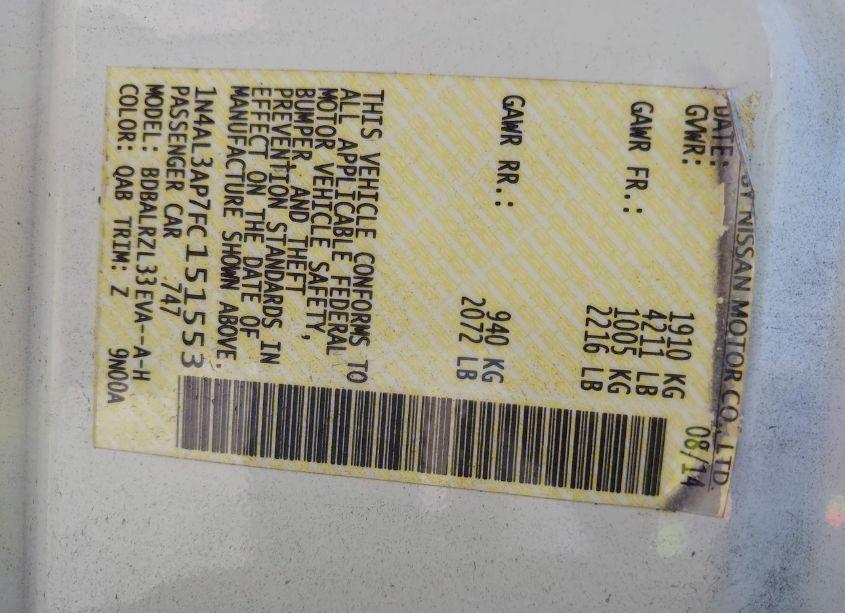 BY NISSAN MOTOR CO., LTD.
DATE: 08/14
GVWR: 1910 KG
4211 LB
GAWR FR.: 1005 KG
2216 LB
GAWR RR.: 940 KG
2072 LB
THIS VEHICLE CONFORMS TO
ALL APPLICABLE FEDERAL
MOTOR VEHICLE SAFETY,
BUMPER, AND THEFT
PREVENTION STANDARDS IN
EFFECT ON THE DATE OF
MANUFACTURE SHOWN ABOVE.
1N4AL3AP7FC151553
PASSENGER CAR 747
MODEL: BDBALRZL33EVA--A-H
COLOR: QAB TRIM: Z 9N00A